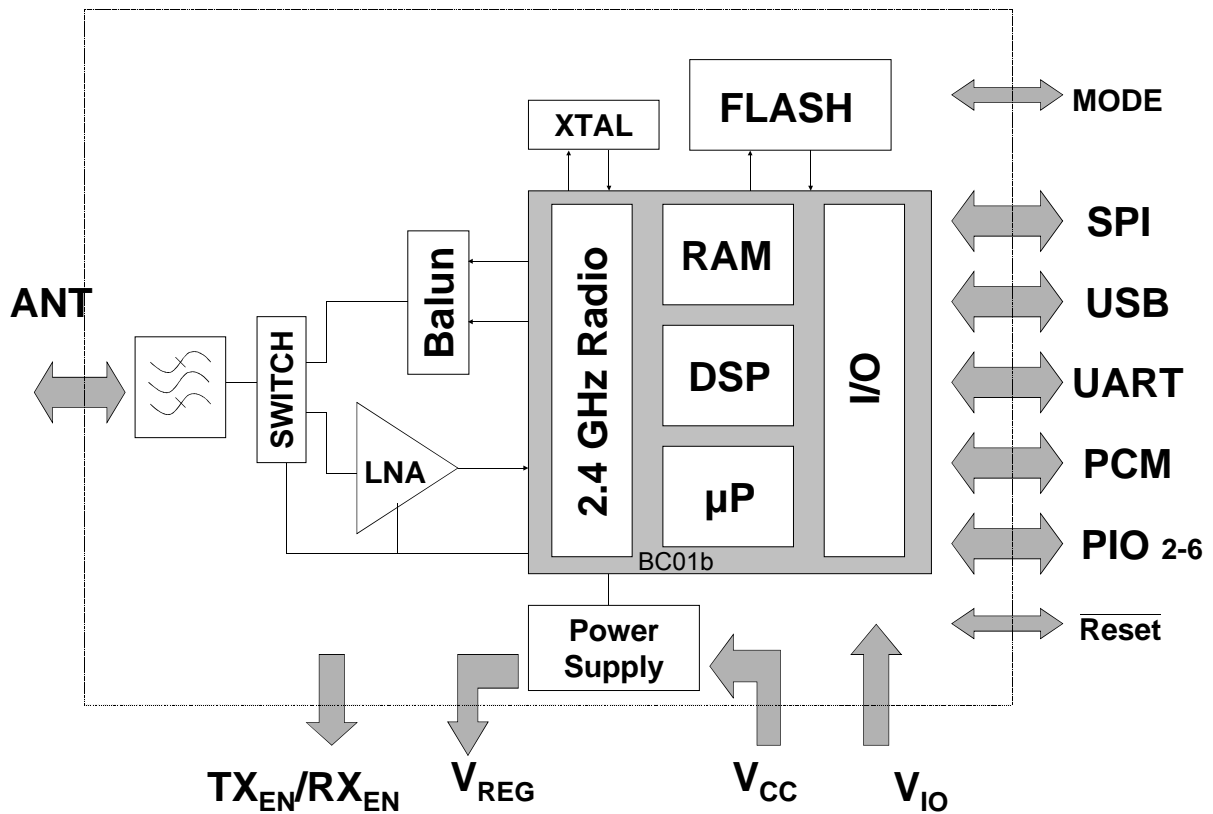 FLASH
MODE
XTAL
SPI
RAM
Balun
2.4 GHz Radio
I/O
ANT
USB
SWITCH
DSP
UART
LNA
PCM
µP
PIO 2-6
BC01b
Reset
Power
Supply
TXEN/RXEN
VREG
VCC
VIO